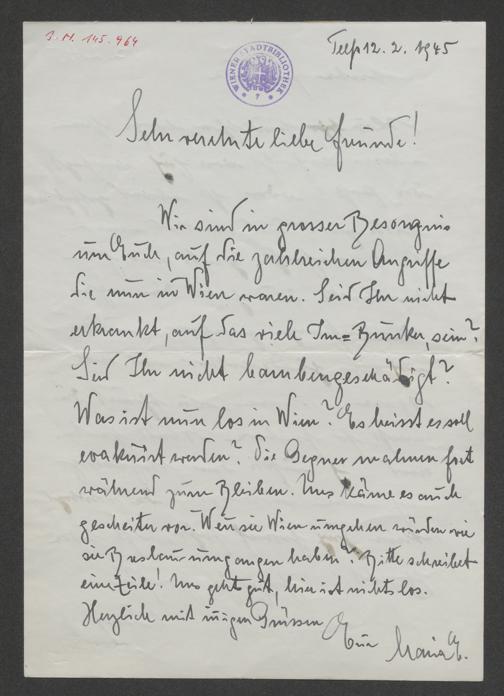 J.N. 145.964
Telfs 12.2.1945
WIENER STADTBIBLIOTHEK
Sehr verehrte liebe Freunde!
Wir sind in grosser Besorgnis
um Euch, auf die zahlreichen Angriffe
die nun in Wien waren. Seid Ihr nicht
erkrankt, auf das viele Im=Bunker, sein?
Seid Ihr nicht bombengeschädigt?
Was ist nun los in Wien? Es heisst es soll
evakuirt werden? Die Gegner mahnen fort
während zum Bleiben. Uns käme es auch
gescheiter vor. Wenn sie Wien umgehen würden wie
sie Breslau umgangen haben? Bitte schreibet
eine Zeile! Uns geht gut, hier ist nichts los.
Herzlich mit innigen Grüssen
Eure Maria E.